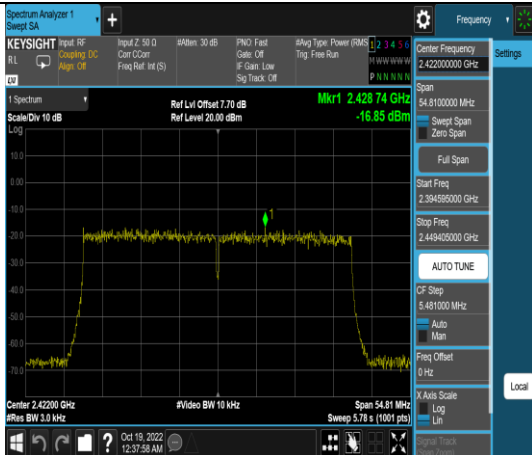 Spectrum Analyzer 1
Swept SA
+
Frequency
KEYSIGHT
RL
LXI
Input: RF
Coupling: DC
Align: Off
Input Z: 50 Ω
Corr CCorr
Freq Ref: Int (S)
#Atten: 30 dB
PNO: Fast
Gate: Off
IF Gain: Low
Sig Track: Off
#Avg Type: Power (RMS
Trig: Free Run
1 2 3 4 5 6
M W W W W W
P N N N N N
1 Spectrum
Scale/Div 10 dB
Log
Ref Lvl Offset 7.70 dB
Ref Level 20.00 dBm
Mkr1 2.428 74 GHz
-16.85 dBm
10.0
0.00
-10.0
-20.0
-30.0
-40.0
-50.0
-60.0
-70.0
1
Center 2.42200 GHz
#Res BW 3.0 kHz
#Video BW 10 kHz
Span 54.81 MHz
Sweep 5.78 s (1001 pts)
Oct 19, 2022
12:37:58 AM
Center Frequency
2.422000000 GHz
Span
54.8100000 MHz
Swept Span
Zero Span
Full Span
Start Freq
2.394595000 GHz
Stop Freq
2.449405000 GHz
AUTO TUNE
CF Step
5.481000 MHz
Auto
Man
Freq Offset
0 Hz
X Axis Scale
Log
Lin
Signal Track
(Span Zoom)
Settings
Local